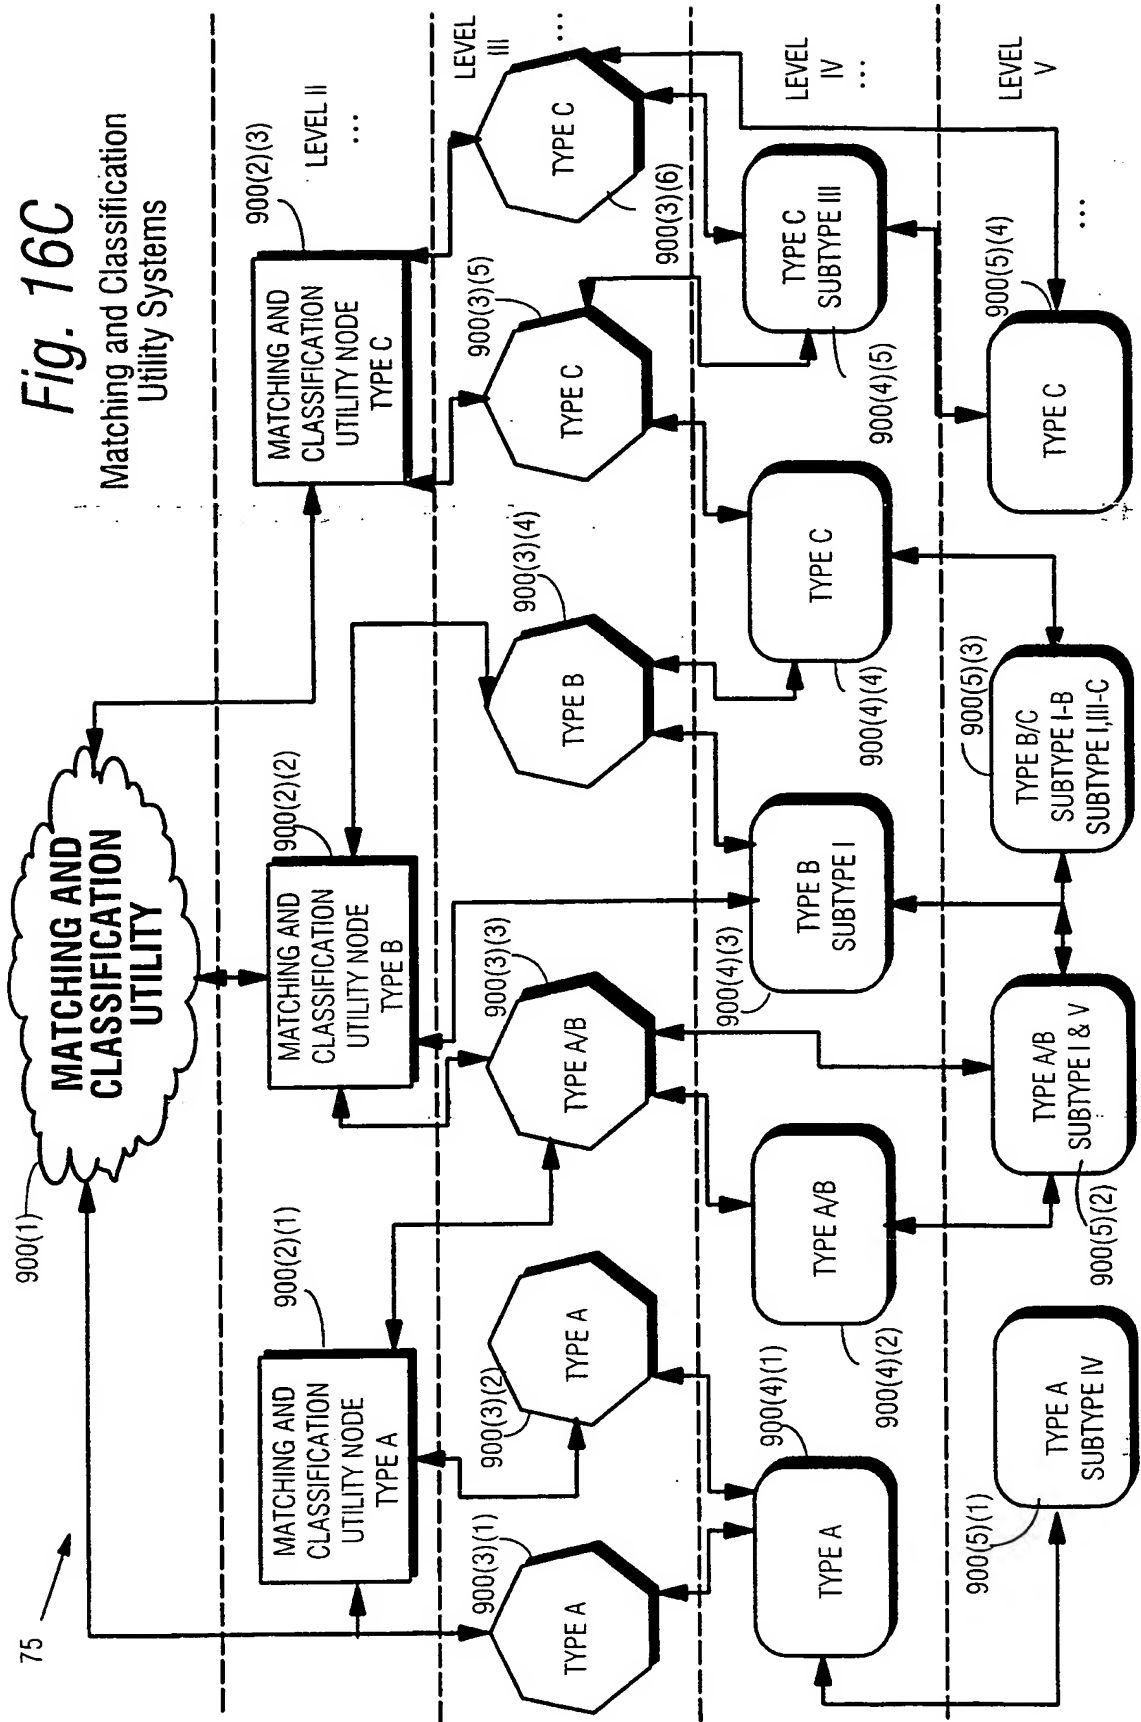 Fig. 16C
Matching and Classification
Utility Systems
75
900(1)
MATCHING AND
CLASSIFICATION
UTILITY
900(2)(1)
MATCHING AND
CLASSIFICATION
UTILITY NODE
TYPE A
900(2)(2)
MATCHING AND
CLASSIFICATION
UTILITY NODE
TYPE B
900(2)(3)
MATCHING AND
CLASSIFICATION
UTILITY NODE
TYPE C
LEVEL II
...
900(3)(1)
TYPE A
900(3)(2)
TYPE A
900(3)(3)
TYPE A/B
900(3)(4)
TYPE B
900(3)(5)
TYPE C
900(3)(6)
TYPE C
LEVEL
III
...
900(4)(1)
TYPE A
900(4)(2)
TYPE A/B
900(4)(3)
TYPE B
SUBTYPE I
900(4)(4)
TYPE C
900(4)(5)
TYPE C
SUBTYPE III
LEVEL
IV
...
900(5)(1)
TYPE A
SUBTYPE IV
900(5)(2)
TYPE A/B
SUBTYPE I & V
900(5)(3)
TYPE B/C
SUBTYPE I-B
SUBTYPE I,III-C
900(5)(4)
TYPE C
LEVEL
V
...